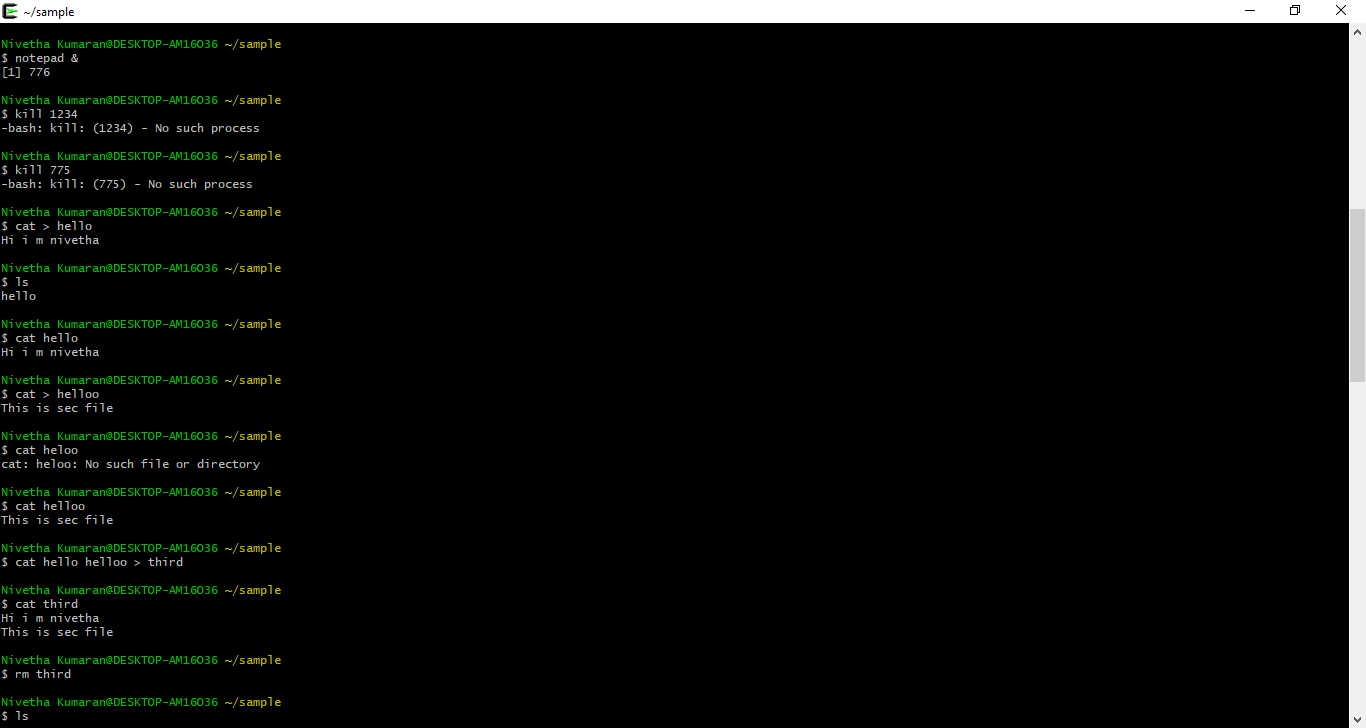 ~/sample
Nivetha Kumaran@DESKTOP-AM16O36 ~/sample
$ notepad &
[1] 776
Nivetha Kumaran@DESKTOP-AM16O36 ~/sample
$ kill 1234
-bash: kill: (1234) - No such process
Nivetha Kumaran@DESKTOP-AM16O36 ~/sample
$ kill 775
-bash: kill: (775) - No such process
Nivetha Kumaran@DESKTOP-AM16O36 ~/sample
$ cat > hello
Hi i m nivetha
Nivetha Kumaran@DESKTOP-AM16O36 ~/sample
$ ls
hello
Nivetha Kumaran@DESKTOP-AM16O36 ~/sample
$ cat hello
Hi i m nivetha
Nivetha Kumaran@DESKTOP-AM16O36 ~/sample
$ cat > helloo
This is sec file
Nivetha Kumaran@DESKTOP-AM16O36 ~/sample
$ cat heloo
cat: heloo: No such file or directory
Nivetha Kumaran@DESKTOP-AM16O36 ~/sample
$ cat helloo
This is sec file
Nivetha Kumaran@DESKTOP-AM16O36 ~/sample
$ cat hello helloo > third
Nivetha Kumaran@DESKTOP-AM16O36 ~/sample
$ cat third
Hi i m nivetha
This is sec file
Nivetha Kumaran@DESKTOP-AM16O36 ~/sample
$ rm third
Nivetha Kumaran@DESKTOP-AM16O36 ~/sample
$ ls